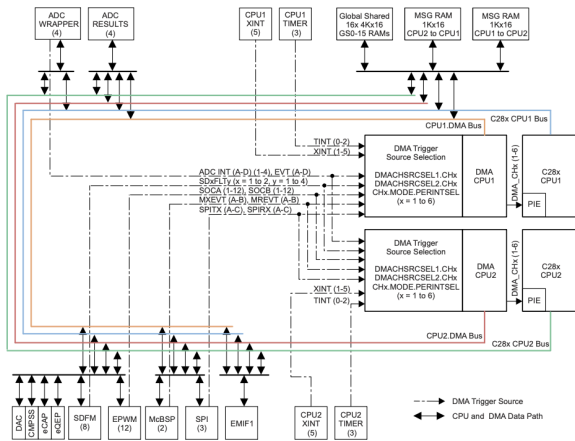 ADC
WRAPPER
(4)
ADC
RESULTS
(4)
CPU1
XINT
(5)
CPU1
TIMER
(3)
Global Shared
16x 4Kx16
GS0-15 RAMs
MSG RAM
1Kx16
CPU2 to CPU1
MSG RAM
1Kx16
CPU1 to CPU2
C28x CPU1 Bus
CPU1.DMA Bus
TINT (0-2)
XINT (1-5)
ADC INT (A-D) (1-4), EVT (A-D)
SDxFLTy (x = 1 to 2, y = 1 to 4)
SOCA (1-12), SOCB (1-12)
MXEVT (A-B), MREVT (A-B)
SPITX (A-C), SPIRX (A-C)
DMA Trigger
Source Selection
DMACHSRCSEL1.CHx
DMACHSRCSEL2.CHx
CHx.MODE.PERINTSEL
(x = 1 to 6)
DMA
CPU1
DMA_CHx (1-6)
C28x
CPU1
PIE
DMA Trigger
Source Selection
DMACHSRCSEL1.CHx
DMACHSRCSEL2.CHx
CHx.MODE.PERINTSEL
(x = 1 to 6)
DMA
CPU2
DMA_CHx (1-6)
C28x
CPU2
PIE
XINT (1-5)
TINT (0-2)
CPU2.DMA Bus
C28x CPU2 Bus
DAC
CMPSS
eCAP
eQEP
SDFM
(8)
EPWM
(12)
McBSP
(2)
SPI
(3)
EMIF1
CPU2
XINT
(5)
CPU2
TIMER
(3)
DMA Trigger Source
CPU and DMA Data Path